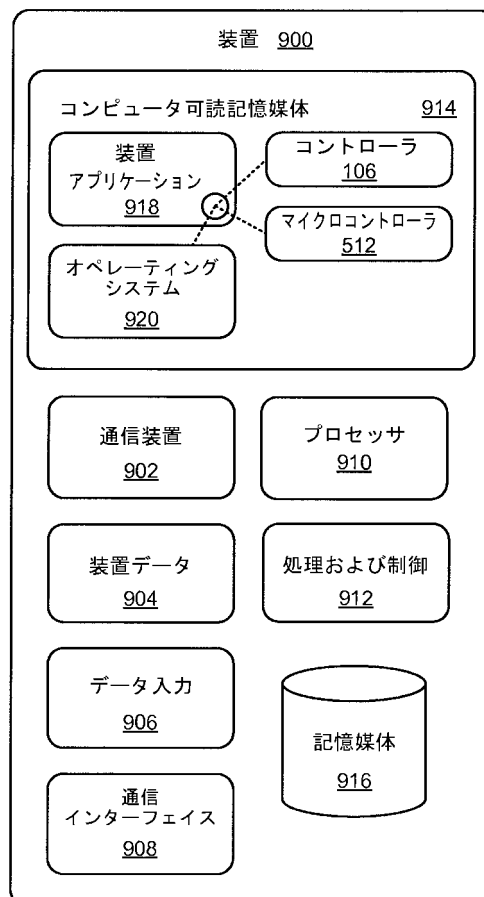 装置 900
コンピュータ可読記憶媒体 914
装置
アプリケーション
918
コントローラ
106
マイクロコントローラ
512
オペレーティング
システム
920
通信装置
902
プロセッサ
910
装置データ
904
処理および制御
912
データ入力
906
記憶媒体
916
通信
インターフェイス
908